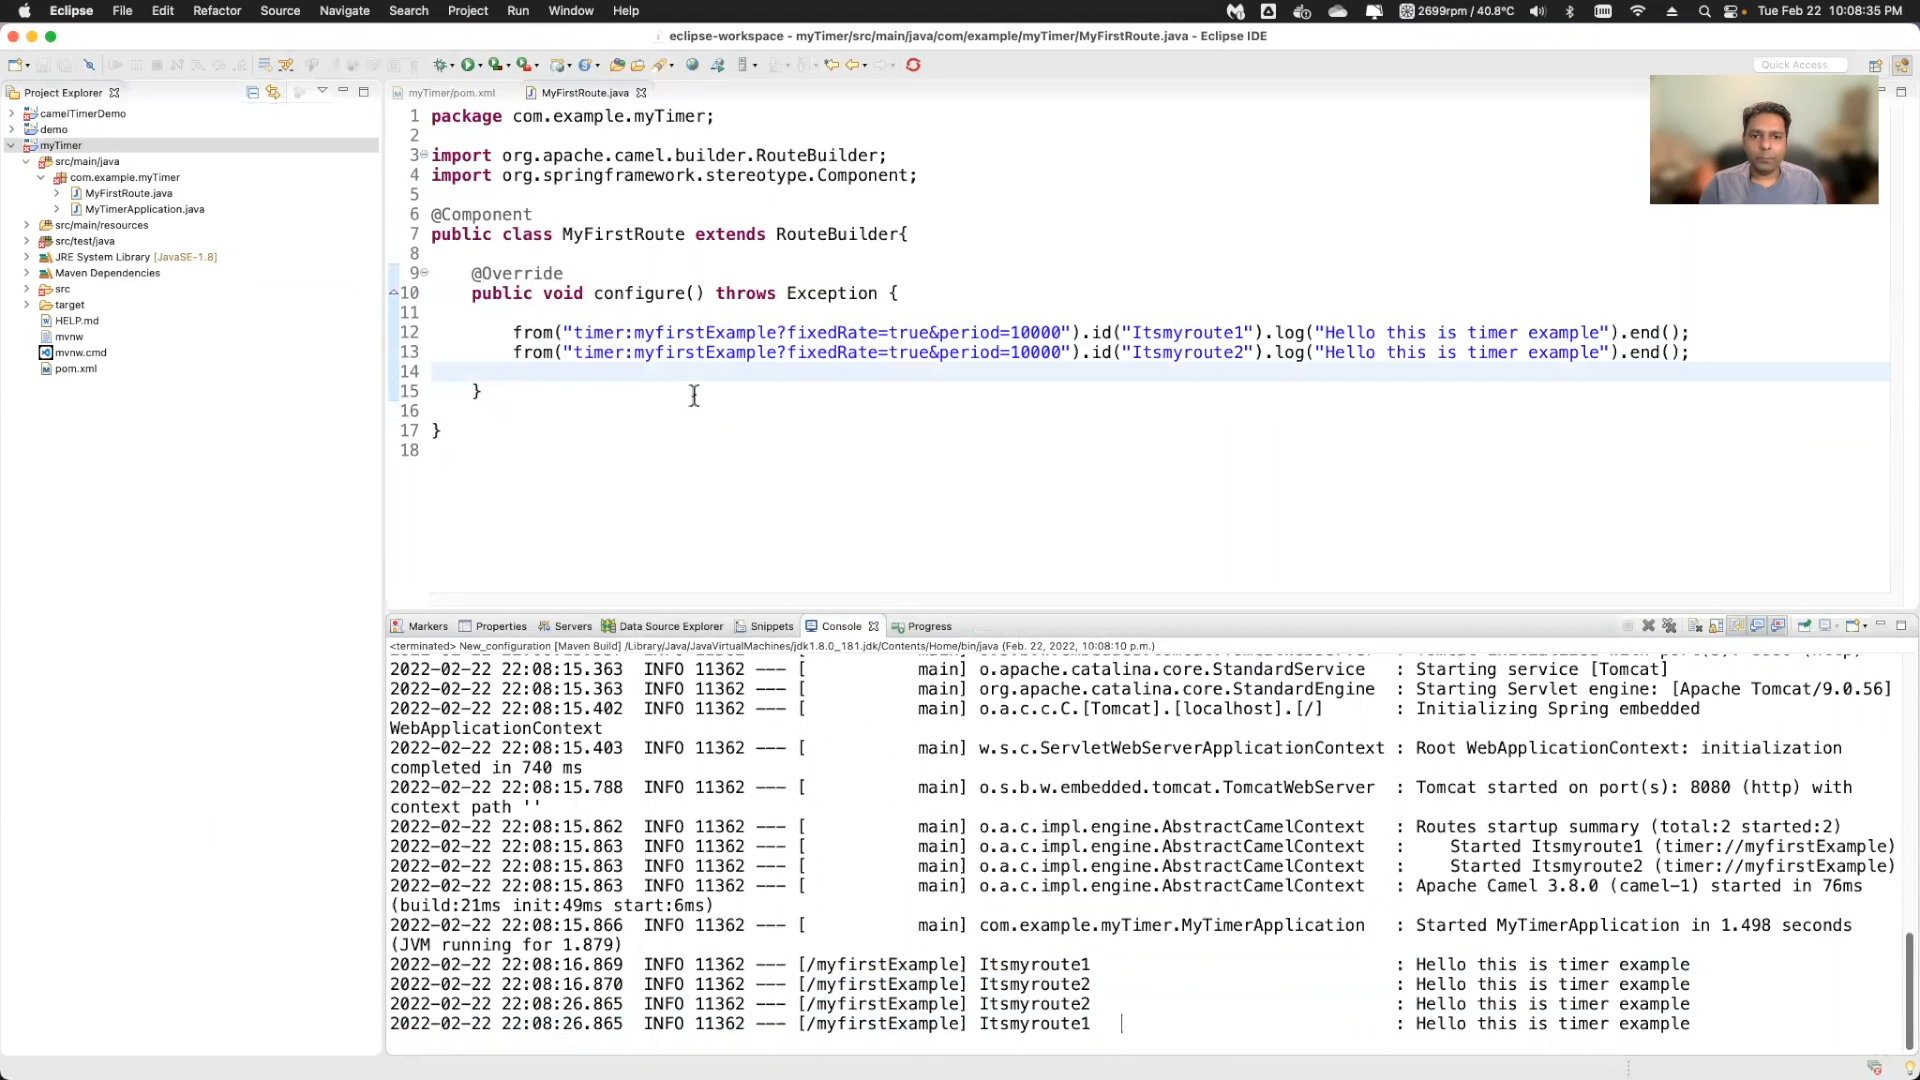 Eclipse File Edit Refactor Source Navigate Search Project Run Window Help 2699rpm / 40.8°C Tue Feb 22 10:08:35 PM
eclipse-workspace - myTimer/src/main/java/com/example/myTimer/MyFirstRoute.java - Eclipse IDE
Quick Access
Project Explorer
camelTimerDemo
demo
myTimer
src/main/java
com.example.myTimer
MyFirstRoute.java
MyTimerApplication.java
src/main/resources
src/test/java
JRE System Library [JavaSE-1.8]
Maven Dependencies
src
target
HELP.md
mvnw
mvnw.cmd
pom.xml
myTimer/pom.xml MyFirstRoute.java
1 package com.example.myTimer;
2
3 import org.apache.camel.builder.RouteBuilder;
4 import org.springframework.stereotype.Component;
5
6 @Component
7 public class MyFirstRoute extends RouteBuilder{
8
9 @Override
10 public void configure() throws Exception {
11
12 from("timer:myfirstExample?fixedRate=true&period=10000").id("Itsmyroute1").log("Hello this is timer example").end();
13 from("timer:myfirstExample?fixedRate=true&period=10000").id("Itsmyroute2").log("Hello this is timer example").end();
14
15 }
16
17 }
18
Markers Properties Servers Data Source Explorer Snippets Console Progress
<terminated> New_configuration [Maven Build] /Library/Java/JavaVirtualMachines/jdk1.8.0_181.jdk/Contents/Home/bin/java (Feb. 22, 2022, 10:08:10 p.m.)
2022-02-22 22:08:15.363 INFO 11362 --- [ main] o.apache.catalina.core.StandardService : Starting service [Tomcat]
2022-02-22 22:08:15.363 INFO 11362 --- [ main] org.apache.catalina.core.StandardEngine : Starting Servlet engine: [Apache Tomcat/9.0.56]
2022-02-22 22:08:15.402 INFO 11362 --- [ main] o.a.c.c.C.[Tomcat].[localhost].[/] : Initializing Spring embedded
WebApplicationContext
2022-02-22 22:08:15.403 INFO 11362 --- [ main] w.s.c.ServletWebServerApplicationContext : Root WebApplicationContext: initialization
completed in 740 ms
2022-02-22 22:08:15.788 INFO 11362 --- [ main] o.s.b.w.embedded.tomcat.TomcatWebServer : Tomcat started on port(s): 8080 (http) with
context path ''
2022-02-22 22:08:15.862 INFO 11362 --- [ main] o.a.c.impl.engine.AbstractCamelContext : Routes startup summary (total:2 started:2)
2022-02-22 22:08:15.863 INFO 11362 --- [ main] o.a.c.impl.engine.AbstractCamelContext : Started Itsmyroute1 (timer://myfirstExample)
2022-02-22 22:08:15.863 INFO 11362 --- [ main] o.a.c.impl.engine.AbstractCamelContext : Started Itsmyroute2 (timer://myfirstExample)
2022-02-22 22:08:15.863 INFO 11362 --- [ main] o.a.c.impl.engine.AbstractCamelContext : Apache Camel 3.8.0 (camel-1) started in 76ms
(build:21ms init:49ms start:6ms)
2022-02-22 22:08:15.866 INFO 11362 --- [ main] com.example.myTimer.MyTimerApplication : Started MyTimerApplication in 1.498 seconds
(JVM running for 1.879)
2022-02-22 22:08:16.869 INFO 11362 --- [/myfirstExample] Itsmyroute1 : Hello this is timer example
2022-02-22 22:08:16.870 INFO 11362 --- [/myfirstExample] Itsmyroute2 : Hello this is timer example
2022-02-22 22:08:26.865 INFO 11362 --- [/myfirstExample] Itsmyroute2 : Hello this is timer example
2022-02-22 22:08:26.865 INFO 11362 --- [/myfirstExample] Itsmyroute1 : Hello this is timer example